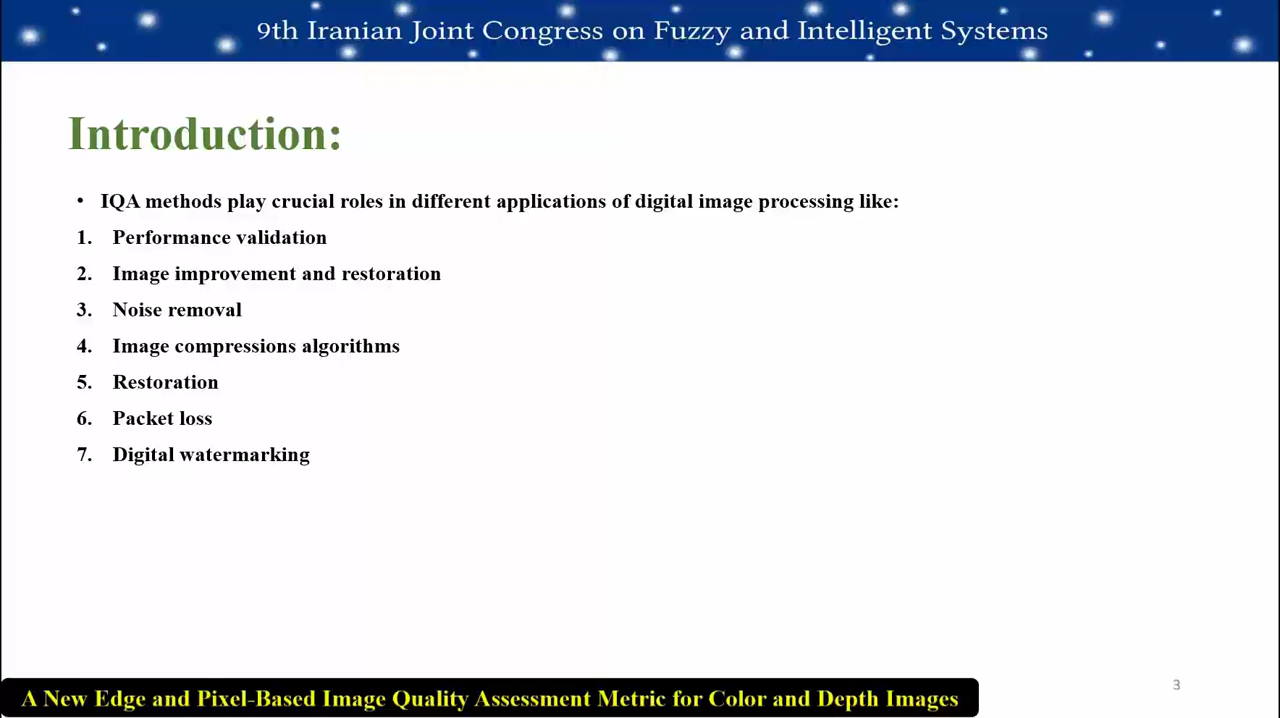 9th Iranian Joint Congress on Fuzzy and Intelligent Systems
Introduction:
• IQA methods play crucial roles in different applications of digital image processing like:
1. Performance validation
2. Image improvement and restoration
3. Noise removal
4. Image compressions algorithms
5. Restoration
6. Packet loss
7. Digital watermarking
3
A New Edge and Pixel-Based Image Quality Assessment Metric for Color and Depth Images